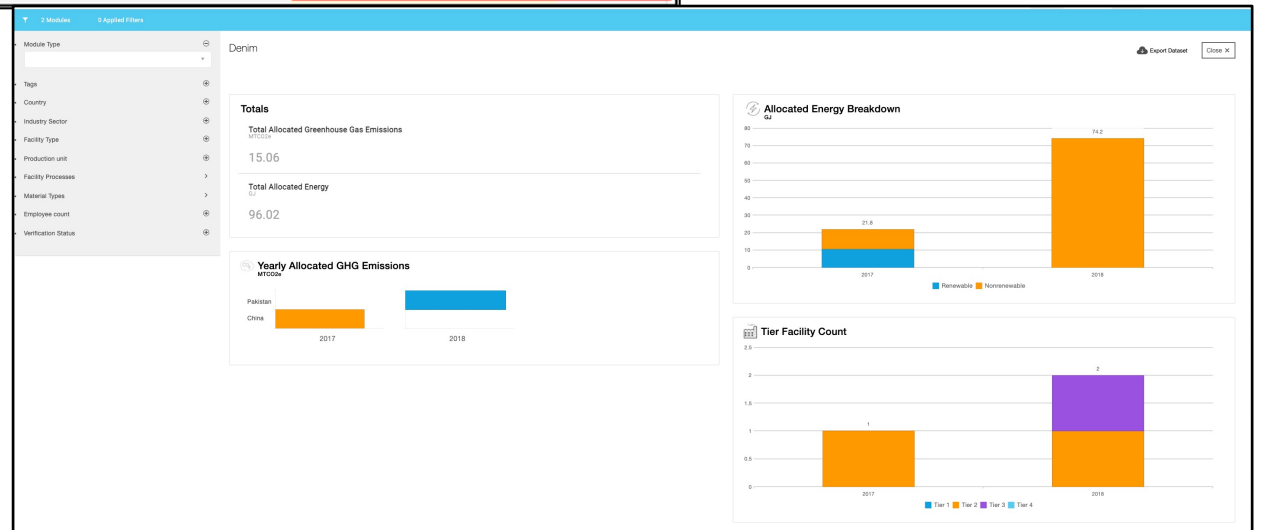 2 Modules 0 Applied Filters
Module Type
Tags
Country
Industry Sector
Facility Type
Production unit
Facility Processes
Material Types
Employee count
Verification Status
Denim
Export Dataset
Close X
Totals
Total Allocated Greenhouse Gas Emissions
MTCO2e
15.06
Total Allocated Energy
GJ
96.02
Yearly Allocated GHG Emissions
MTCO2e
Pakistan
China
2017 2018
Allocated Energy Breakdown
GJ
80
70
60
50
40
30
20
10
0
21.8
74.2
2017 2018
Renewable Nonrenewable
Tier Facility Count
2.5
2
1.5
1
0.5
0
1
2
2017 2018
Tier 1 Tier 2 Tier 3 Tier 4